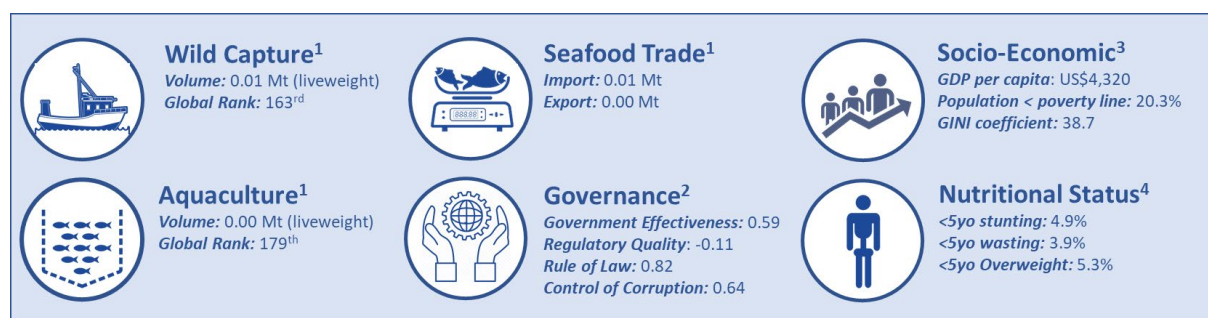 Wild Capture1
Volume: 0.01 Mt (liveweight)
Global Rank: 163rd
Seafood Trade1
Import: 0.01 Mt
Export: 0.00 Mt
Socio-Economic3
GDP per capita: US$4,320
Population < poverty line: 20.3%
GINI coefficient: 38.7
Aquaculture1
Volume: 0.00 Mt (liveweight)
Global Rank: 179th
Governance2
Government Effectiveness: 0.59
Regulatory Quality: -0.11
Rule of Law: 0.82
Control of Corruption: 0.64
Nutritional Status4
<5yo stunting: 4.9%
<5yo wasting: 3.9%
<5yo Overweight: 5.3%